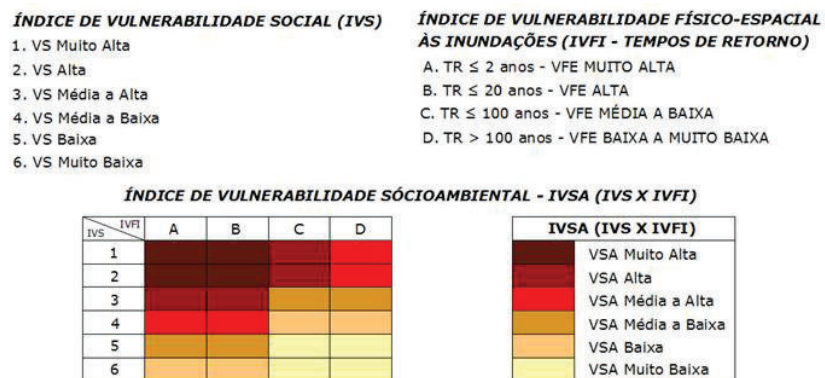 ÍNDICE DE VULNERABILIDADE SOCIAL (IVS)
1. VS Muito Alta
2. VS Alta
3. VS Média a Alta
4. VS Média a Baixa
5. VS Baixa
6. VS Muito Baixa
ÍNDICE DE VULNERABILIDADE FÍSICO-ESPACIAL
ÀS INUNDAÇÕES (IVFI - TEMPOS DE RETORNO)
A. TR ≤ 2 anos - VFE MUITO ALTA
B. TR ≤ 20 anos - VFE ALTA
C. TR ≤ 100 anos - VFE MÉDIA A BAIXA
D. TR > 100 anos - VFE BAIXA A MUITO BAIXA
ÍNDICE DE VULNERABILIDADE SÓCIOAMBIENTAL - IVSA (IVS X IVFI)
IVS IVFI A B C D
1
2
3
4
5
6
IVSA (IVS X IVFI)
VSA Muito Alta
VSA Alta
VSA Média a Alta
VSA Média a Baixa
VSA Baixa
VSA Muito Baixa